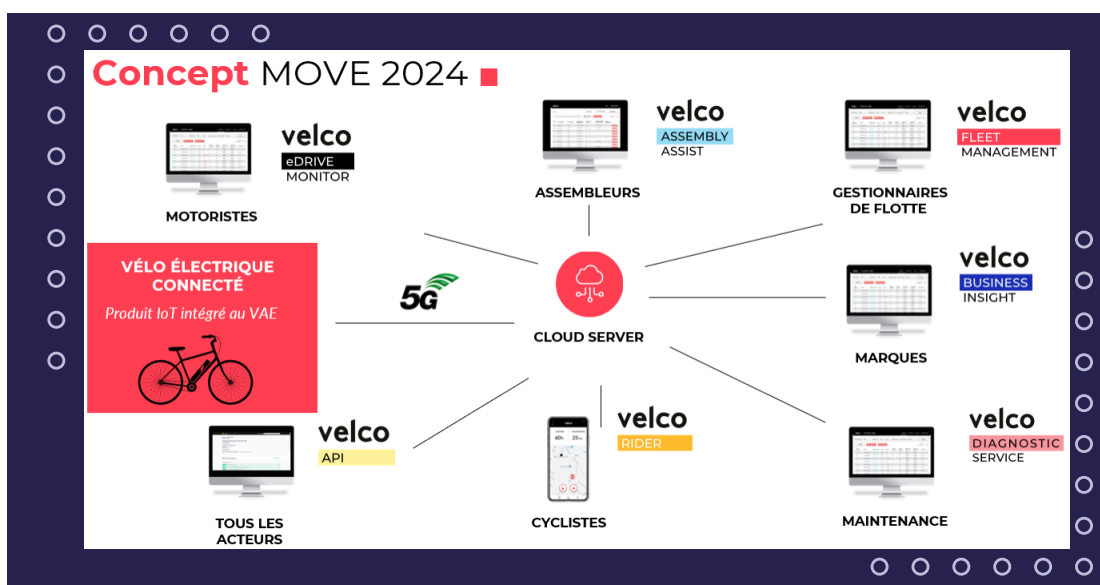 Concept MOVE 2024
velco
eDRIVE
MONITOR
MOTORISTES
velco
ASSEMBLY
ASSIST
ASSEMBLEURS
velco
FLEET
MANAGEMENT
GESTIONNAIRES
DE FLOTTE
VÉLO ÉLECTRIQUE
CONNECTÉ
Produit IoT intégré au VAE
5G
CLOUD SERVER
velco
BUSINESS
INSIGHT
MARQUES
velco
API
TOUS LES
ACTEURS
velco
RIDER
CYCLISTES
velco
DIAGNOSTIC
SERVICE
MAINTENANCE